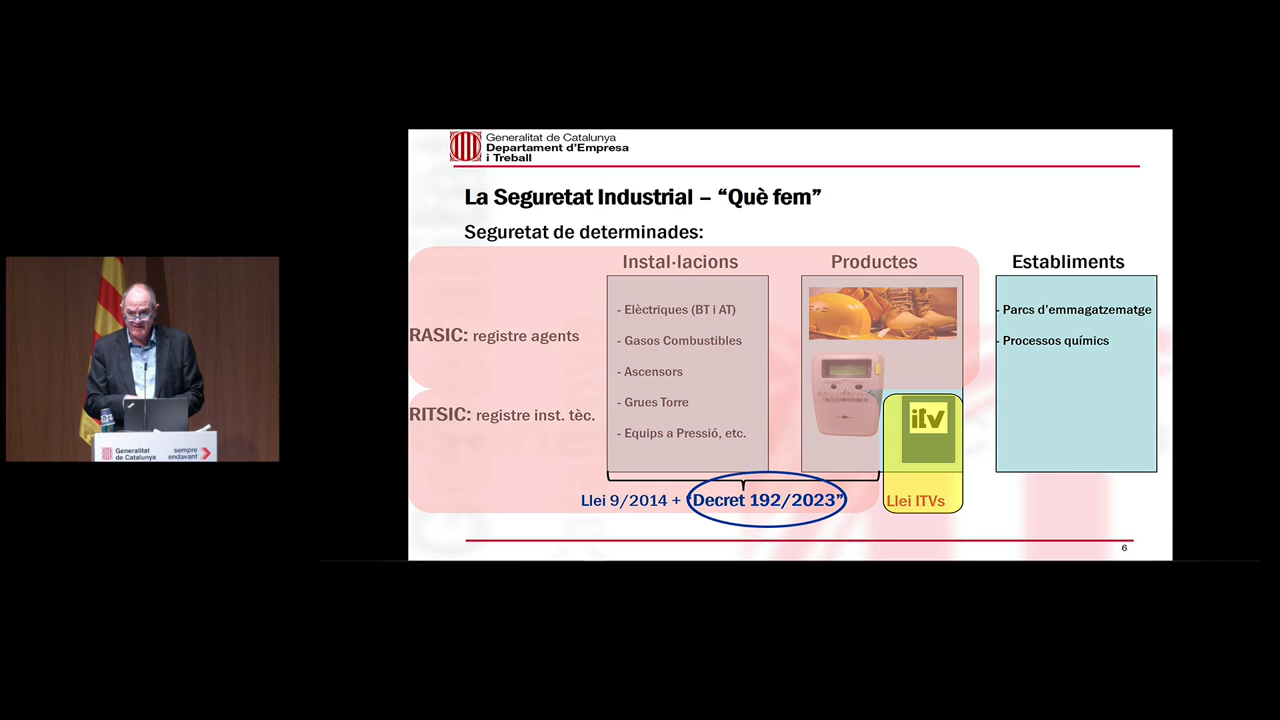 Generalitat de Catalunya
Departament d'Empresa
i Treball
La Seguretat Industrial – “Què fem”
Seguretat de determinades:
Instal·lacions
Productes
Establiments
- Elèctriques (BT i AT)
- Gasos Combustibles
- Ascensors
- Grues Torre
- Equips a Pressió, etc.
- Parcs d'emmagatzematge
- Processos químics
RASIC: registre agents
RITSIC: registre inst. tèc.
itv
Llei 9/2014 + “Decret 192/2023”
Llei ITVs
6
Generalitat
de Catalunya
sempre
endavant